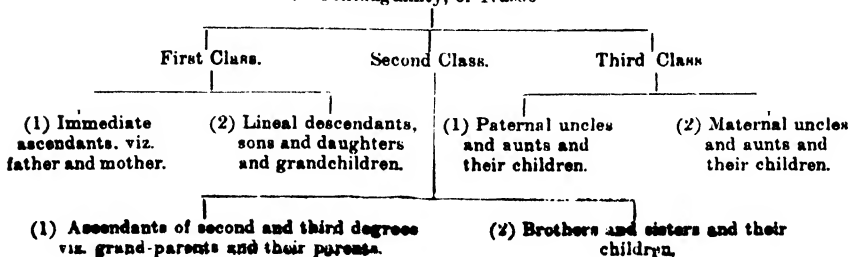 First Class.
Second Class.
Third Class
(1) Immediate
ascendants. viz.
father and mother.
(2) Lineal descendants,
sons and daughters
and grandchildren.
(1) Paternal uncles
and aunts and
their children.
(2) Maternal uncles
and aunts and
their children.
(1) Ascendants of second and third degrees
viz. grand-parents and their parents.
(2) Brothers and sisters and their
children.